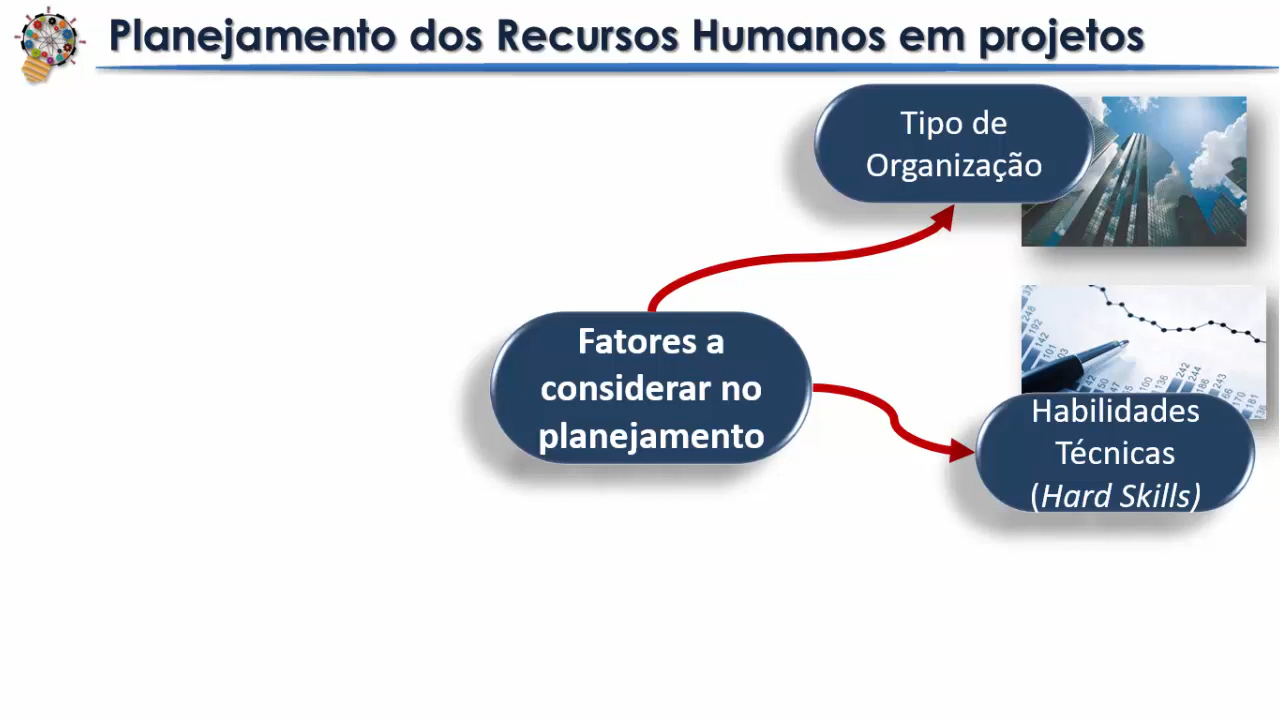 Planejamento dos Recursos Humanos em projetos
Tipo de
Organização
Fatores a
considerar no
planejamento
Habilidades
Técnicas
(Hard Skills)